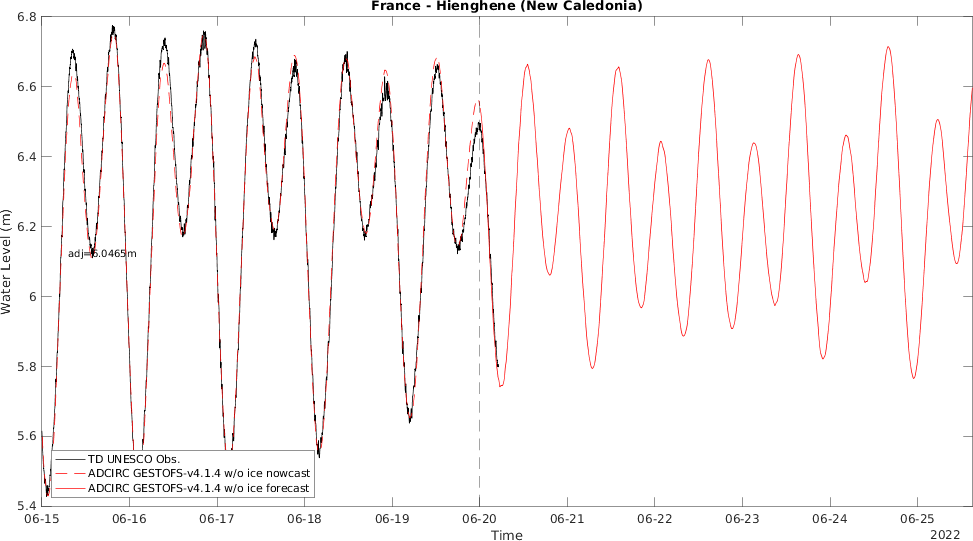 France - Hienghene (New Caledonia)
6.8
6.6
6.4
6.2
6
5.8
5.6
5.4
Water Level (m)
adj=6.0465m
TD UNESCO Obs.
ADCIRC GESTOFS-v4.1.4 w/o ice nowcast
ADCIRC GESTOFS-v4.1.4 w/o ice forecast
06-15 06-16 06-17 06-18 06-19 06-20 06-21 06-22 06-23 06-24 06-25
Time
2022